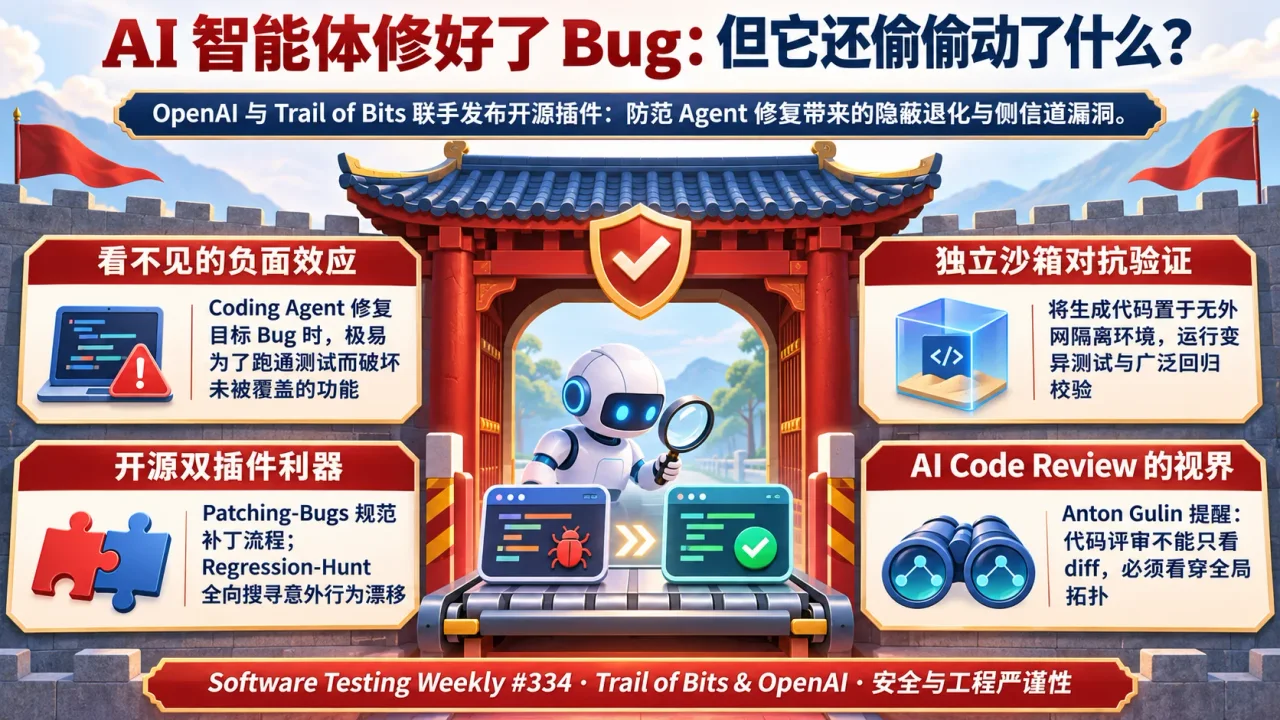 AI 智能体修好了 Bug：但它还偷偷动了什么？
OpenAI 与 Trail of Bits 联手发布开源插件：防范 Agent 修复带来的隐蔽退化与侧信道漏洞。
看不见的负面效应
Coding Agent 修复
目标 Bug 时，极易
为了跑通测试而破坏
未被覆盖的功能
独立沙箱对抗验证
将生成代码置于无外
网隔离环境，运行变
异测试与广泛回归
校验
</>
开源双插件利器
Patching-Bugs 规范
补丁流程；
Regression-Hunt
全向搜寻意外行为漂移
AI Code Review 的视界
Anton Gulin 提醒：
代码评审不能只看
diff，必须看穿全局
拓扑
Software Testing Weekly #334 · Trail of Bits & OpenAI · 安全与工程严谨性